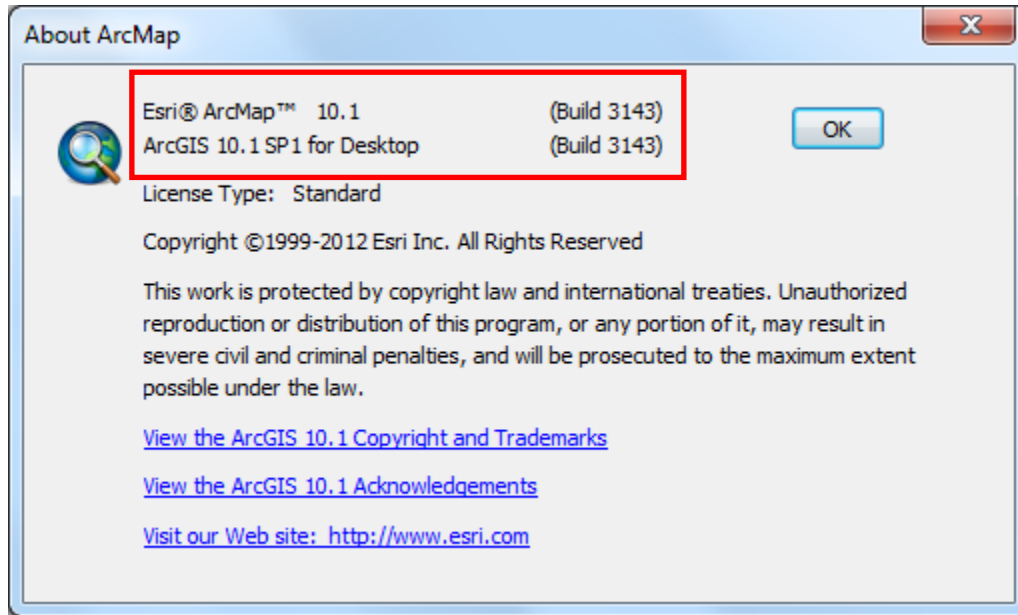 About ArcMap
Esri® ArcMap™ 10.1 (Build 3143)
ArcGIS 10.1 SP1 for Desktop (Build 3143)
OK
License Type: Standard
Copyright ©1999-2012 Esri Inc. All Rights Reserved
This work is protected by copyright law and international treaties. Unauthorized
reproduction or distribution of this program, or any portion of it, may result in
severe civil and criminal penalties, and will be prosecuted to the maximum extent
possible under the law.
View the ArcGIS 10.1 Copyright and Trademarks
View the ArcGIS 10.1 Acknowledgements
Visit our Web site: http://www.esri.com